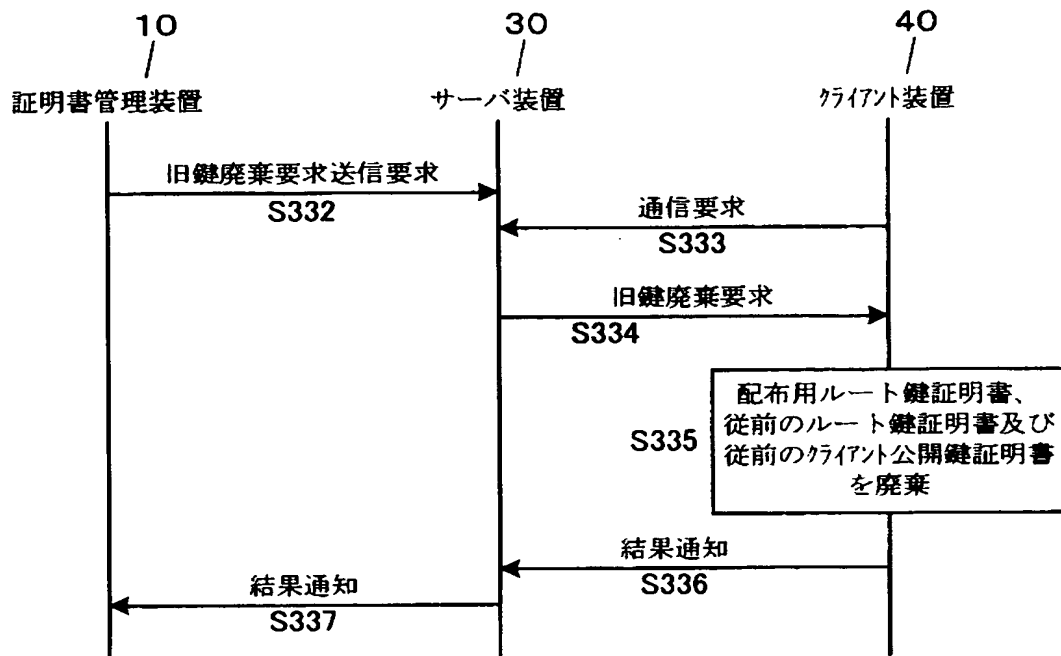 10
30
40
証明書管理装置
サーバ装置
クライアント装置
旧鍵廃棄要求送信要求
S332
通信要求
S333
旧鍵廃棄要求
S334
S335
配布用ルート鍵証明書、
従前のルート鍵証明書及び
従前のクライアント公開鍵証明書
を廃棄
結果通知
S336
結果通知
S337